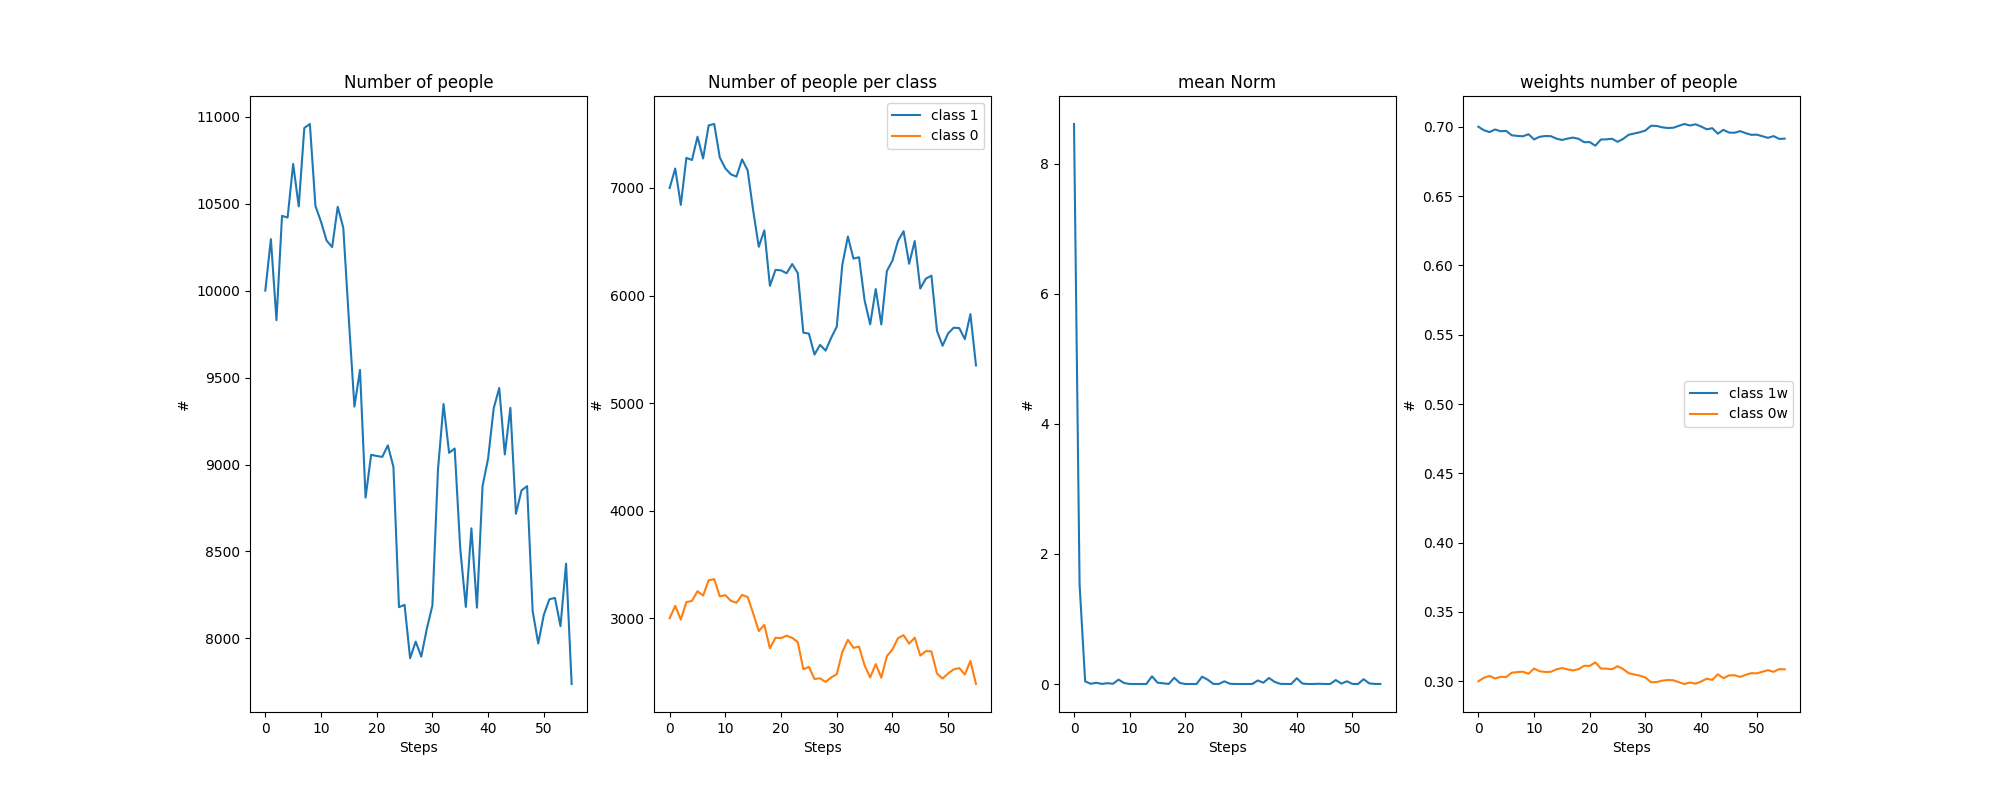 Number of people
11000
10500
10000
9500
9000
8500
8000
#
0 10 20 30 40 50
Steps
Number of people per class
class 1
class 0
7000
6000
5000
4000
3000
#
0 10 20 30 40 50
Steps
mean Norm
8
6
4
2
0
#
0 10 20 30 40 50
Steps
weights number of people
0.70
0.65
0.60
0.55
0.50
0.45
0.40
0.35
0.30
#
class 1w
class 0w
0 10 20 30 40 50
Steps